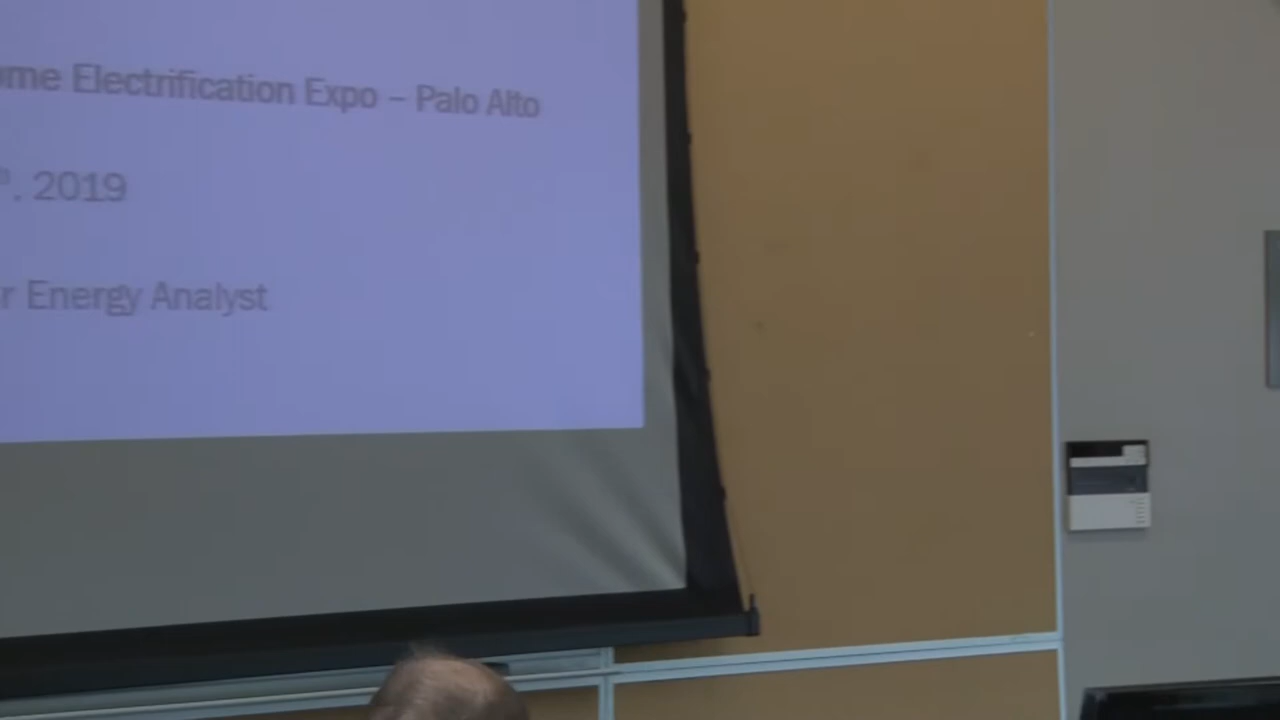 ome Electrification Expo – Palo Alto
. 2019
r Energy Analyst